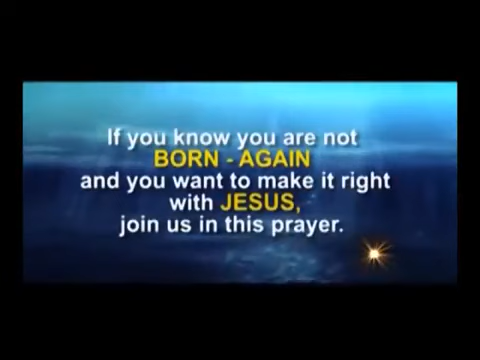 If you know you are not
BORN - AGAIN
and you want to make it right
with JESUS,
join us in this prayer.